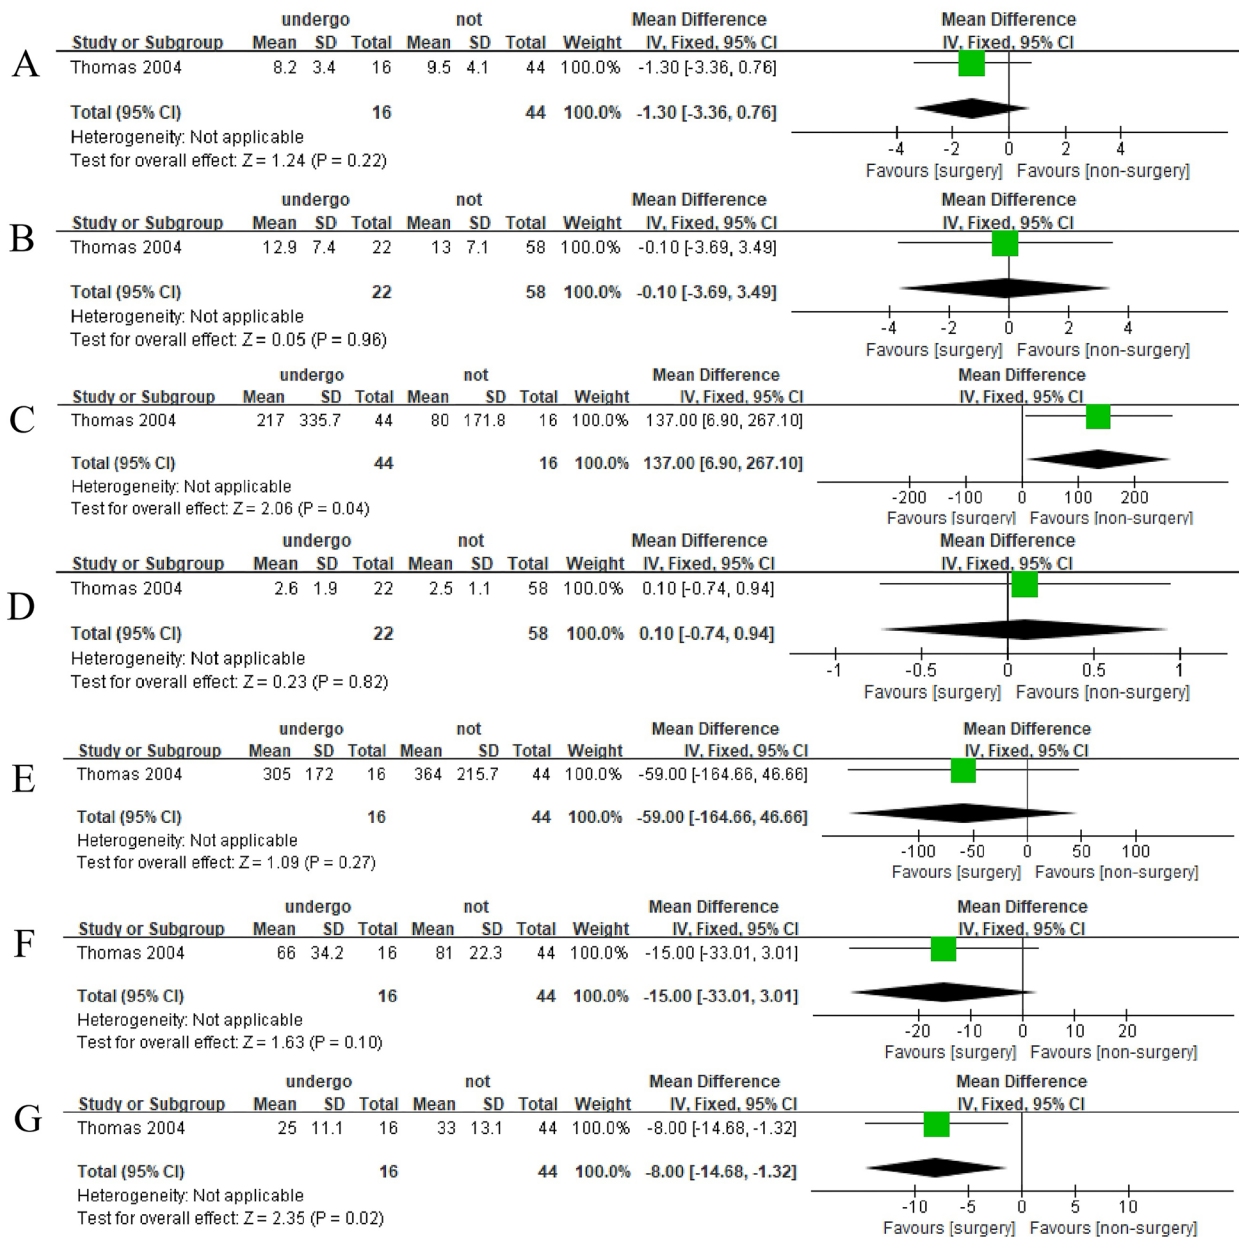 A
undergo not Mean Difference Mean Difference
Study or Subgroup Mean SD Total Mean SD Total Weight IV, Fixed, 95% CI IV, Fixed, 95% CI
Thomas 2004 8.2 3.4 16 9.5 4.1 44 100.0% -1.30 [-3.36, 0.76]
Total (95% CI) 16 44 100.0% -1.30 [-3.36, 0.76]
Heterogeneity: Not applicable
Test for overall effect: Z = 1.24 (P = 0.22)
-4 -2 0 2 4
Favours [surgery] Favours [non-surgery]
B
undergo not Mean Difference Mean Difference
Study or Subgroup Mean SD Total Mean SD Total Weight IV, Fixed, 95% CI IV, Fixed, 95% CI
Thomas 2004 12.9 7.4 22 13 7.1 58 100.0% -0.10 [-3.69, 3.49]
Total (95% CI) 22 58 100.0% -0.10 [-3.69, 3.49]
Heterogeneity: Not applicable
Test for overall effect: Z = 0.05 (P = 0.96)
-4 -2 0 2 4
Favours [surgery] Favours [non-surgery]
C
undergo not Mean Difference Mean Difference
Study or Subgroup Mean SD Total Mean SD Total Weight IV, Fixed, 95% CI IV, Fixed, 95% CI
Thomas 2004 217 335.7 44 80 171.8 16 100.0% 137.00 [6.90, 267.10]
Total (95% CI) 44 16 100.0% 137.00 [6.90, 267.10]
Heterogeneity: Not applicable
Test for overall effect: Z = 2.06 (P = 0.04)
-200 -100 0 100 200
Favours [surgery] Favours [non-surgery]
D
undergo not Mean Difference Mean Difference
Study or Subgroup Mean SD Total Mean SD Total Weight IV, Fixed, 95% CI IV, Fixed, 95% CI
Thomas 2004 2.6 1.9 22 2.5 1.1 58 100.0% 0.10 [-0.74, 0.94]
Total (95% CI) 22 58 100.0% 0.10 [-0.74, 0.94]
Heterogeneity: Not applicable
Test for overall effect: Z = 0.23 (P = 0.82)
-1 -0.5 0 0.5 1
Favours [surgery] Favours [non-surgery]
E
undergo not Mean Difference Mean Difference
Study or Subgroup Mean SD Total Mean SD Total Weight IV, Fixed, 95% CI IV, Fixed, 95% CI
Thomas 2004 305 172 16 364 215.7 44 100.0% -59.00 [-164.66, 46.66]
Total (95% CI) 16 44 100.0% -59.00 [-164.66, 46.66]
Heterogeneity: Not applicable
Test for overall effect: Z = 1.09 (P = 0.27)
-100 -50 0 50 100
Favours [surgery] Favours [non-surgery]
F
undergo not Mean Difference Mean Difference
Study or Subgroup Mean SD Total Mean SD Total Weight IV, Fixed, 95% CI IV, Fixed, 95% CI
Thomas 2004 66 34.2 16 81 22.3 44 100.0% -15.00 [-33.01, 3.01]
Total (95% CI) 16 44 100.0% -15.00 [-33.01, 3.01]
Heterogeneity: Not applicable
Test for overall effect: Z = 1.63 (P = 0.10)
-20 -10 0 10 20
Favours [surgery] Favours [non-surgery]
G
undergo not Mean Difference Mean Difference
Study or Subgroup Mean SD Total Mean SD Total Weight IV, Fixed, 95% CI IV, Fixed, 95% CI
Thomas 2004 25 11.1 16 33 13.1 44 100.0% -8.00 [-14.68, -1.32]
Total (95% CI) 16 44 100.0% -8.00 [-14.68, -1.32]
Heterogeneity: Not applicable
Test for overall effect: Z = 2.35 (P = 0.02)
-10 -5 0 5 10
Favours [surgery] Favours [non-surgery]